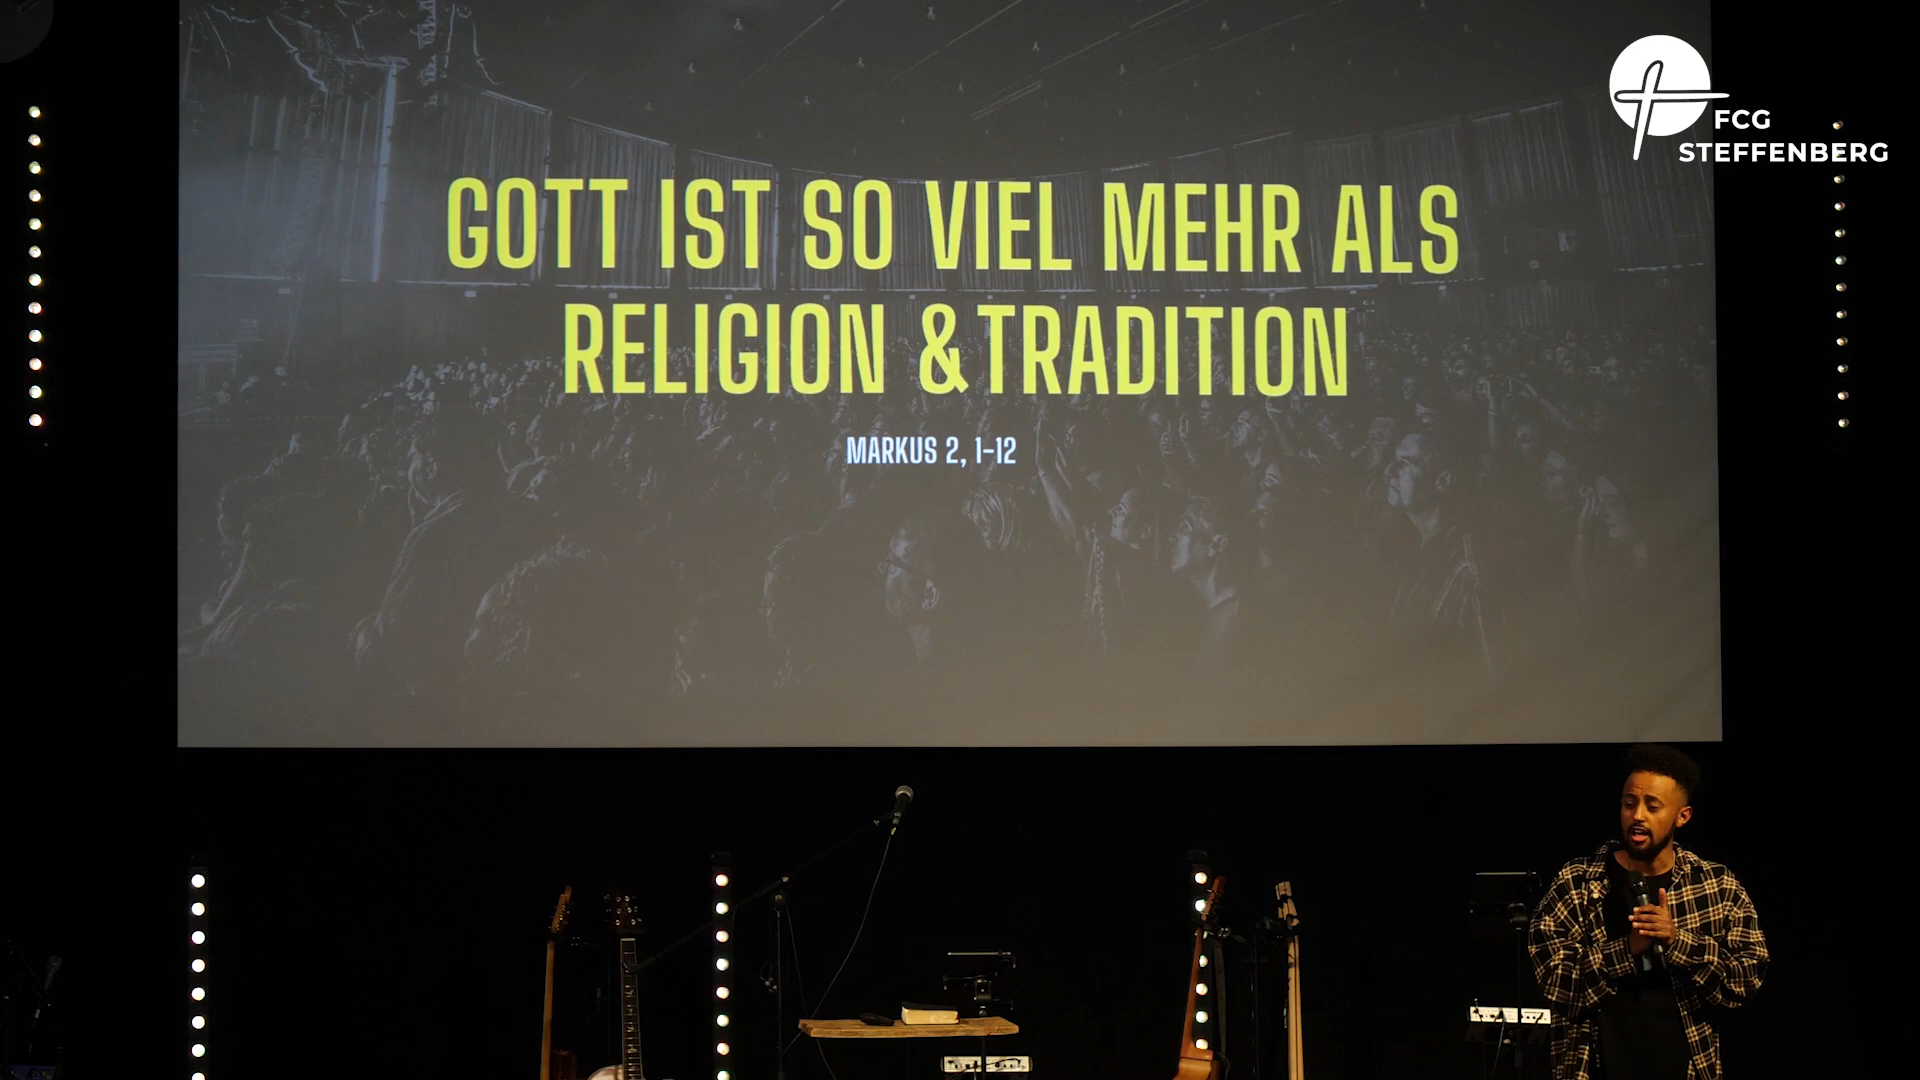 FCG
STEFFENBERG
GOTT IST SO VIEL MEHR ALS
RELIGION & TRADITION
MARKUS 2, 1-12